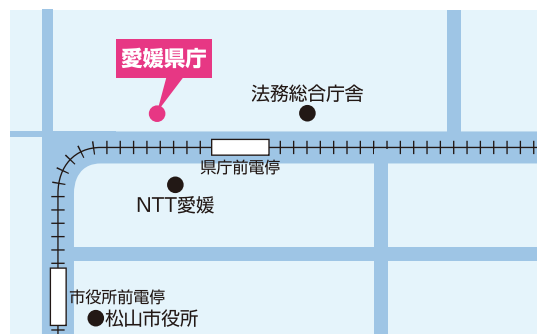 愛媛県庁
法務総合庁舎
県庁前電停
NTT愛媛
市役所前電停
松山市役所